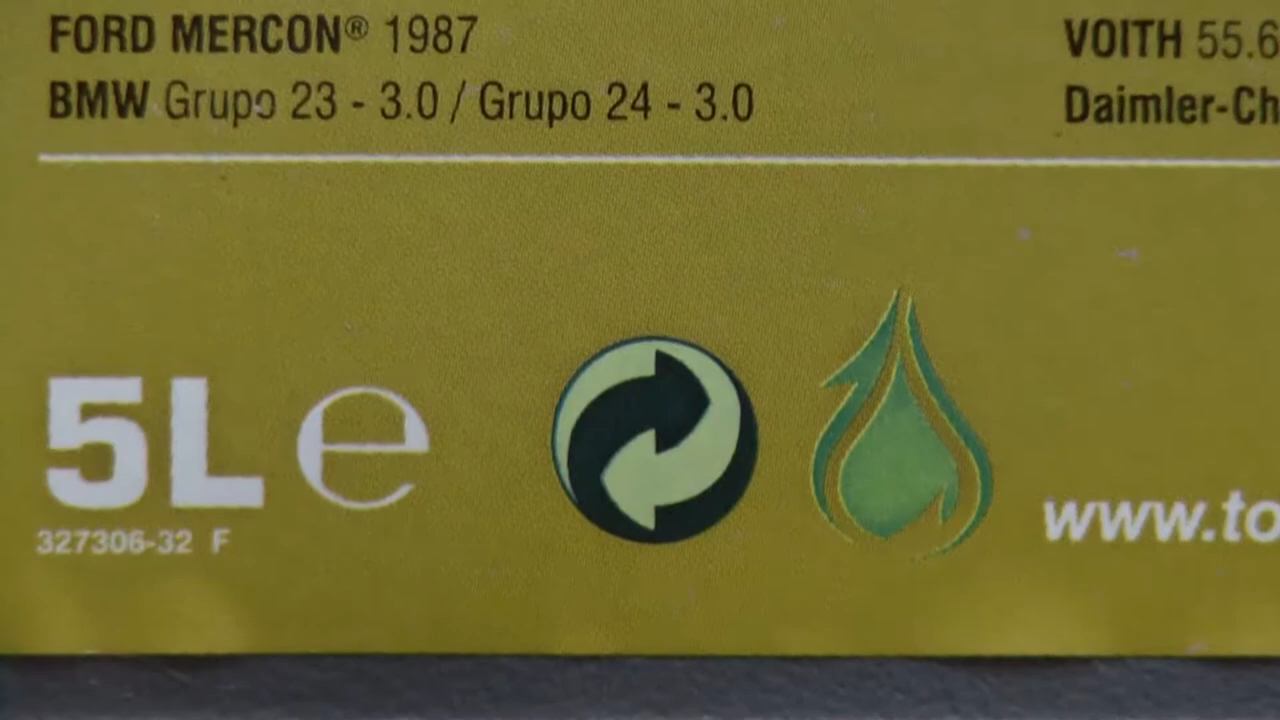 FORD MERCON® 1987
BMW Grupo 23 - 3.0 / Grupo 24 - 3.0
VOITH 55.6
Daimler-Ch
5L e
327306-32 F
www.to